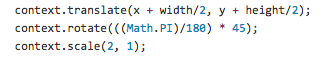 context.translate(x + width/2, y + height/2);
context.rotate(((Math.PI)/180) * 45);
context.scale(2, 1);